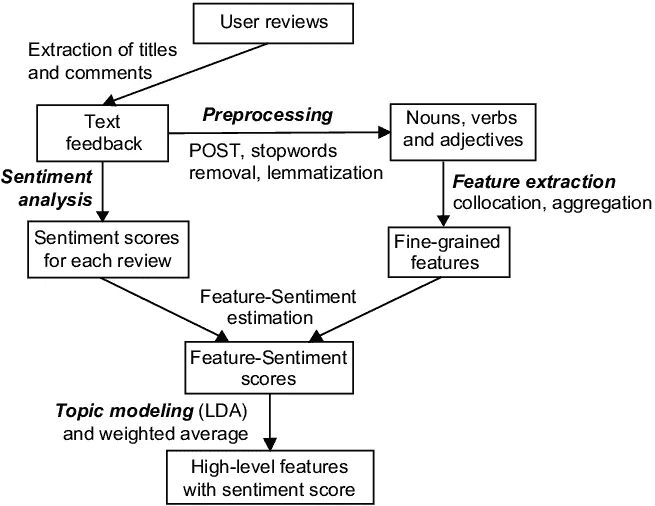 User reviews
Extraction of titles
and comments
Text
feedback
Preprocessing
POST, stopwords
removal, lemmatization
Nouns, verbs
and adjectives
Sentiment
analysis
Feature extraction
collocation, aggregation
Sentiment scores
for each review
Fine-grained
features
Feature-Sentiment
estimation
Feature-Sentiment
scores
Topic modeling (LDA)
and weighted average
High-level features
with sentiment score